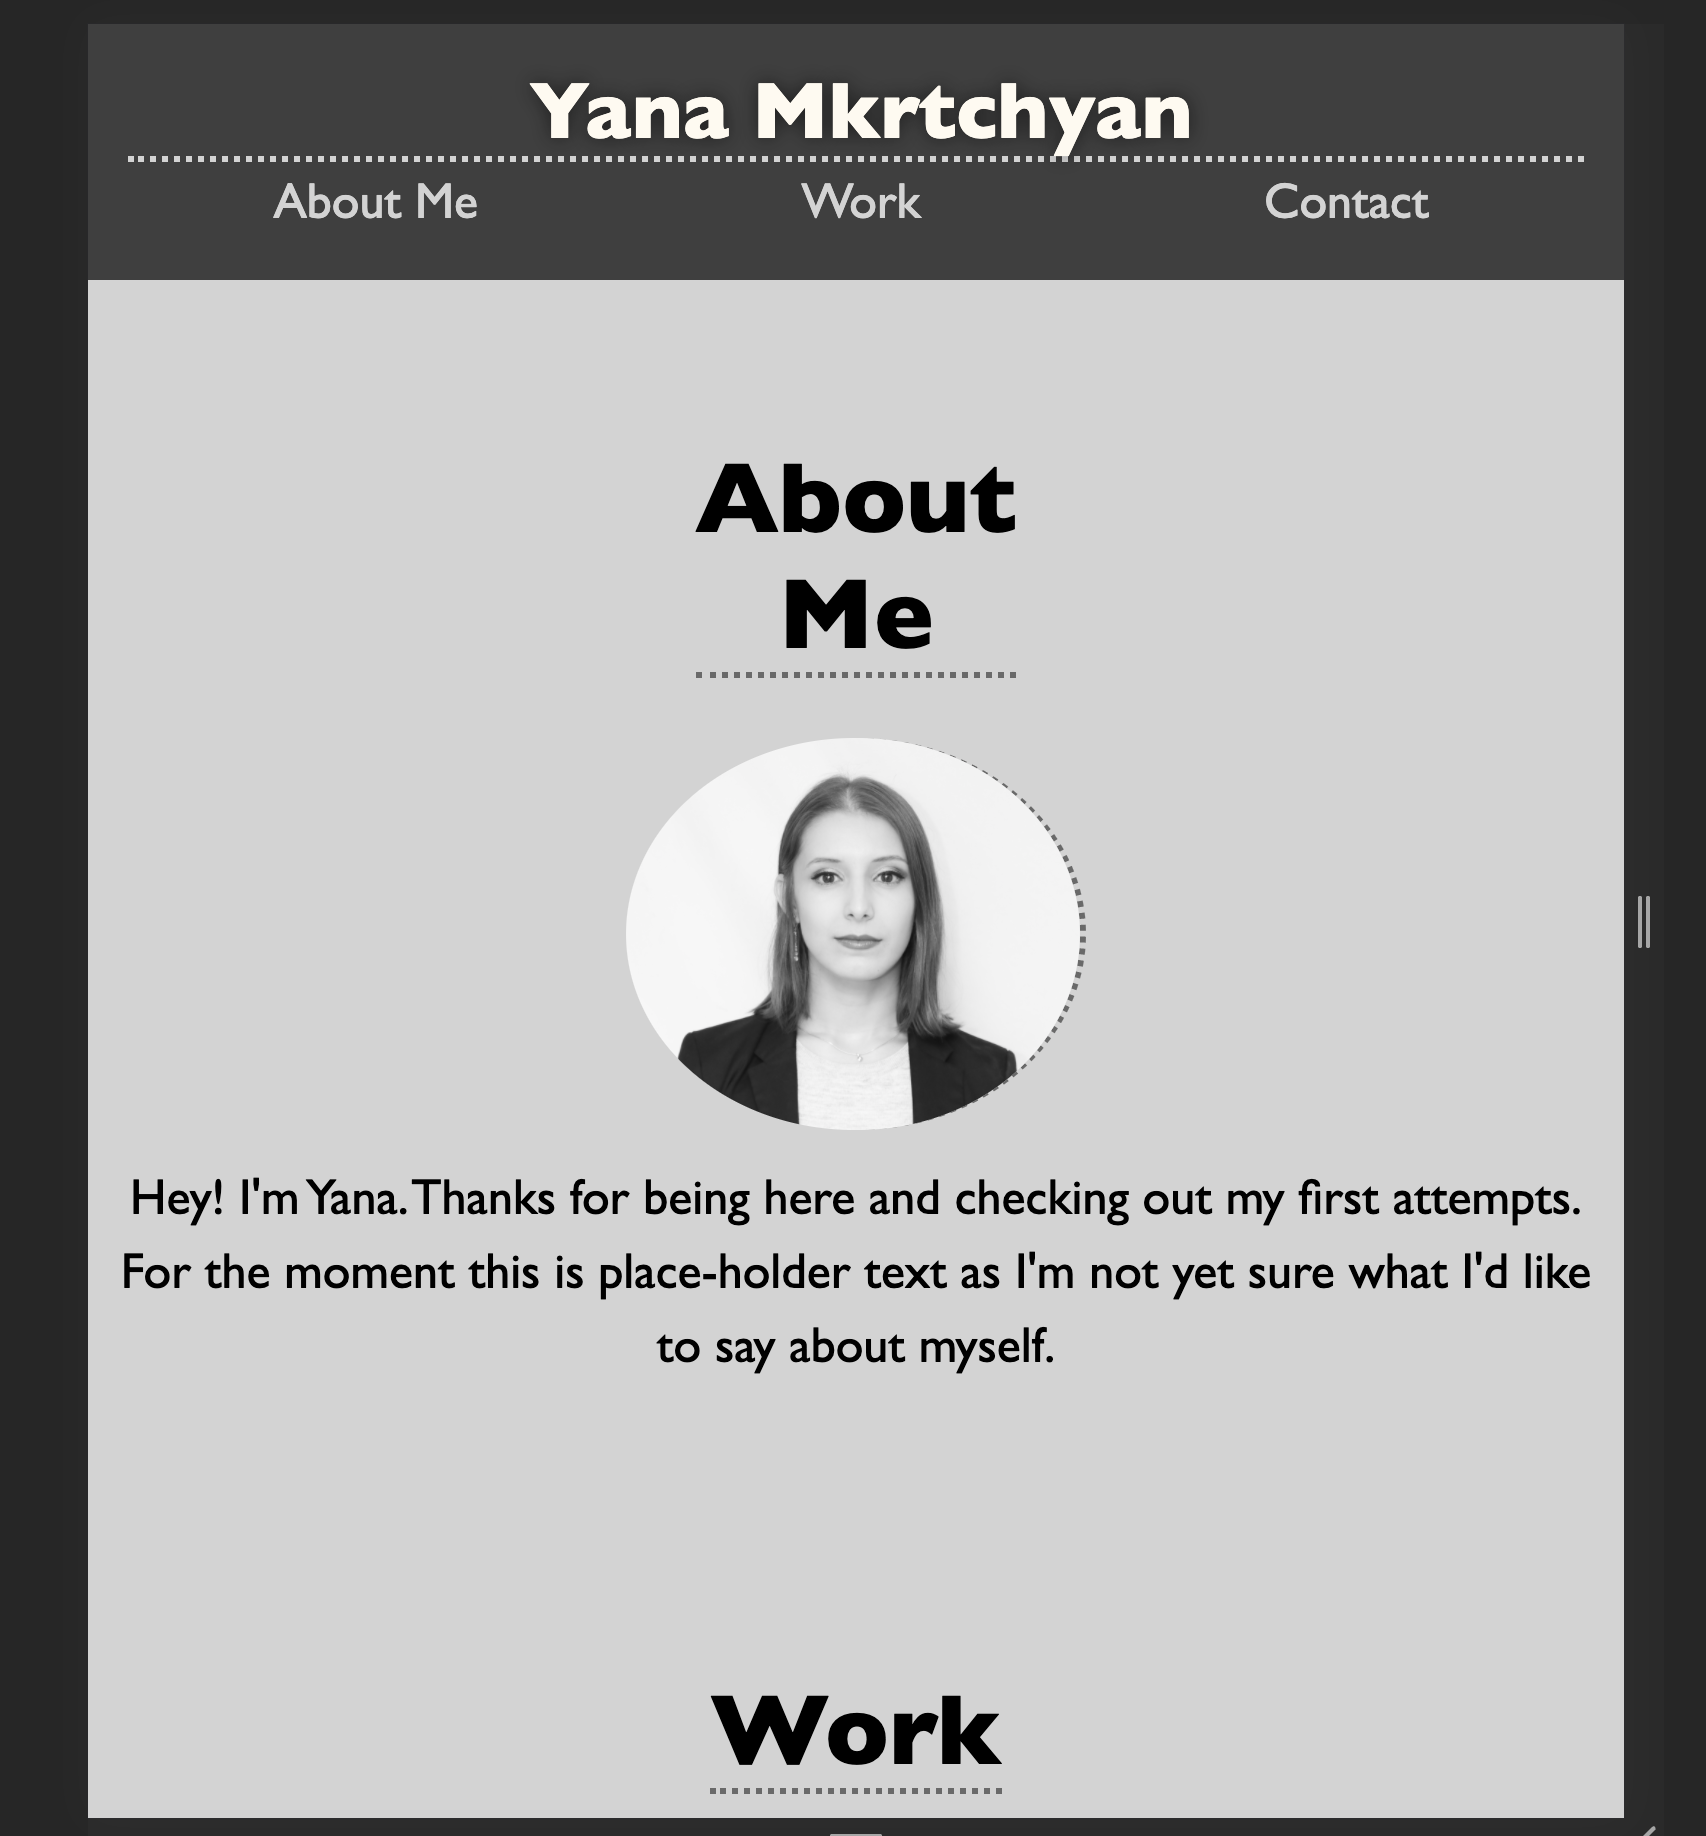 Yana Mkrtchyan
About Me Work Contact
About
Me
Hey! I'm Yana. Thanks for being here and checking out my first attempts.
For the moment this is place-holder text as I'm not yet sure what I'd like
to say about myself.
Work